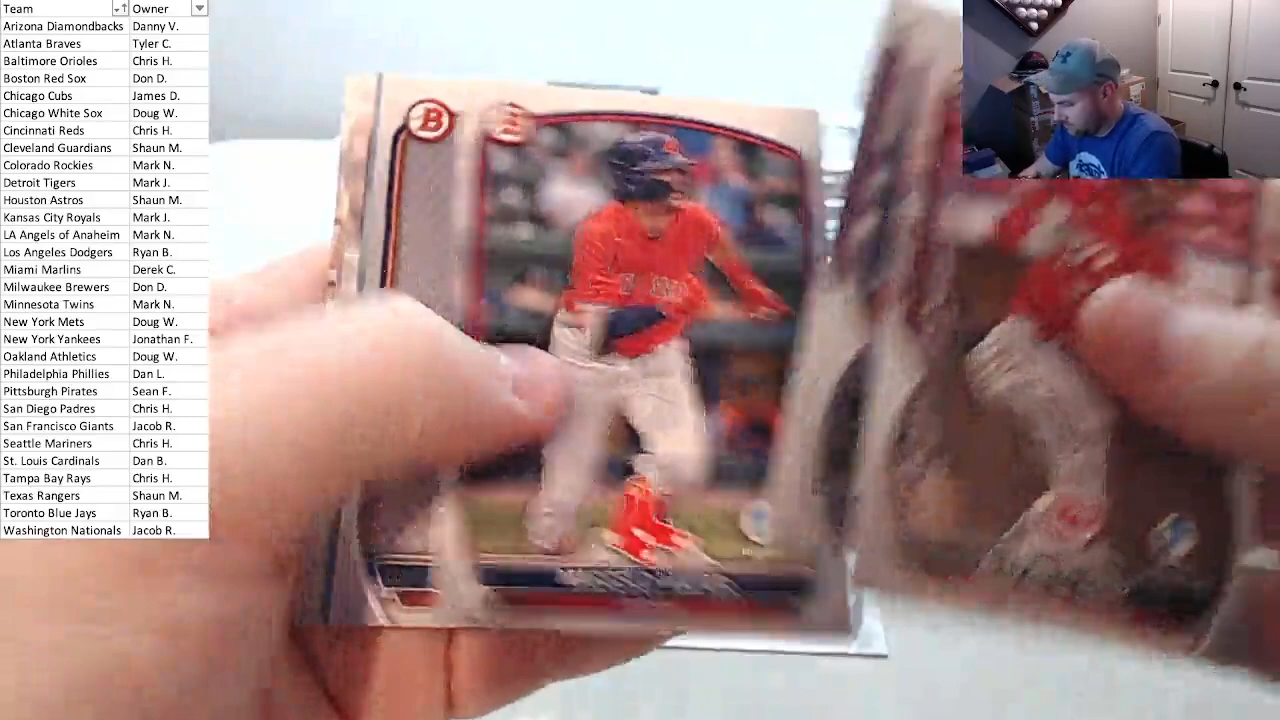 Team Owner
Arizona Diamondbacks Danny V.
Atlanta Braves Tyler C.
Baltimore Orioles Chris H.
Boston Red Sox Don D.
Chicago Cubs James D.
Chicago White Sox Doug W.
Cincinnati Reds Chris H.
Cleveland Guardians Shaun M.
Colorado Rockies Mark N.
Detroit Tigers Mark J.
Houston Astros Shaun M.
Kansas City Royals Mark J.
LA Angels of Anaheim Mark N.
Los Angeles Dodgers Ryan B.
Miami Marlins Derek C.
Milwaukee Brewers Don D.
Minnesota Twins Mark N.
New York Mets Doug W.
New York Yankees Jonathan F.
Oakland Athletics Doug W.
Philadelphia Phillies Dan L.
Pittsburgh Pirates Sean F.
San Diego Padres Chris H.
San Francisco Giants Jacob R.
Seattle Mariners Chris H.
St. Louis Cardinals Dan B.
Tampa Bay Rays Chris H.
Texas Rangers Shaun M.
Toronto Blue Jays Ryan B.
Washington Nationals Jacob R.
B